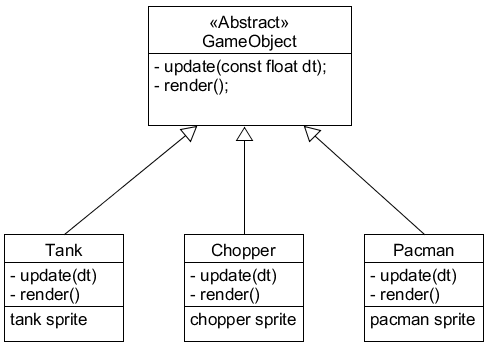 «Abstract»
GameObject
- update(const float dt);
- render();
Tank
- update(dt)
- render()
tank sprite
Chopper
- update(dt)
- render()
chopper sprite
Pacman
- update(dt)
- render()
pacman sprite